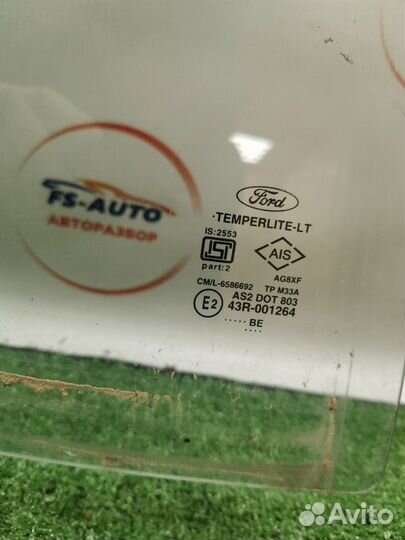 FS-AUTO
АВТОРАЗБОР
Ford
·TEMPERLITE-LT
IS:2553
ISI
AIS
part:2
AG8XF
CM/L-6586692 TP M33A
E2 AS2 DOT 803
43R-001264
..... BE
....
Avito